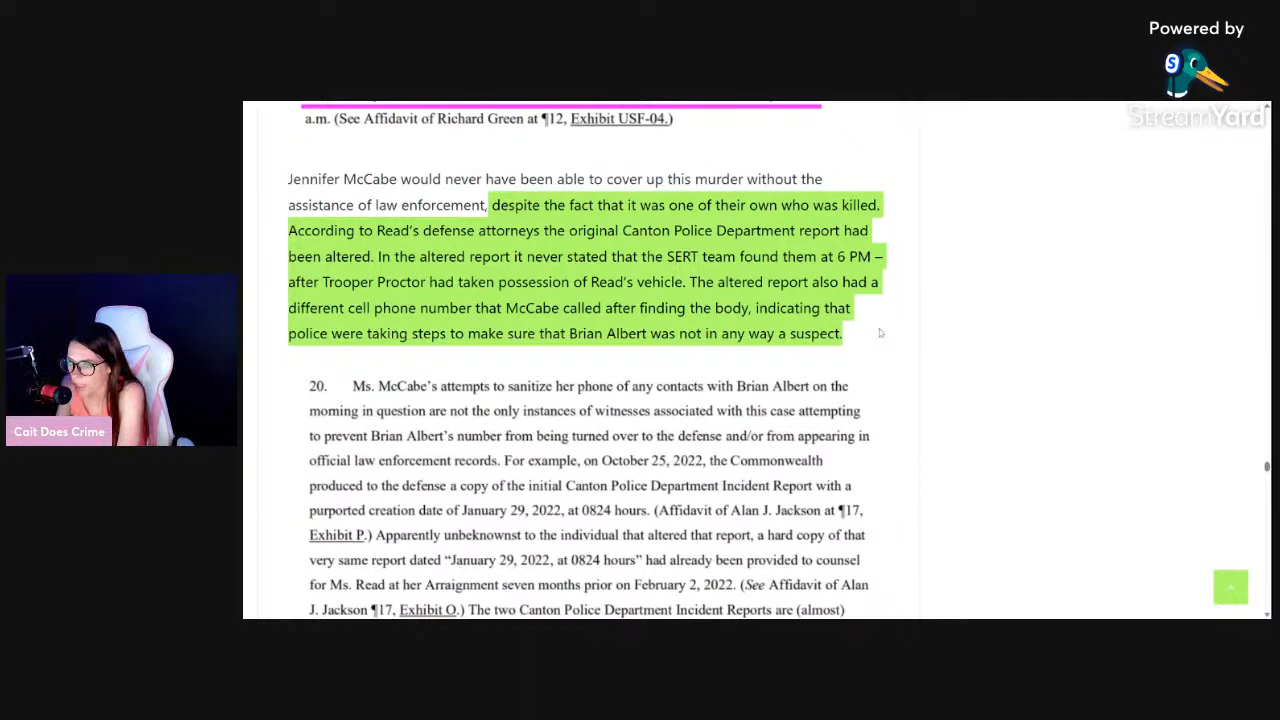 Powered by
S
StreamYard
a.m. (See Affidavit of Richard Green at ¶12, Exhibit USF-04.)
Jennifer McCabe would never have been able to cover up this murder without the
assistance of law enforcement, despite the fact that it was one of their own who was killed.
According to Read’s defense attorneys the original Canton Police Department report had
been altered. In the altered report it never stated that the SERT team found them at 6 PM –
after Trooper Proctor had taken possession of Read’s vehicle. The altered report also had a
different cell phone number that McCabe called after finding the body, indicating that
police were taking steps to make sure that Brian Albert was not in any way a suspect.
20. Ms. McCabe’s attempts to sanitize her phone of any contacts with Brian Albert on the
morning in question are not the only instances of witnesses associated with this case attempting
to prevent Brian Albert’s number from being turned over to the defense and/or from appearing in
official law enforcement records. For example, on October 25, 2022, the Commonwealth
produced to the defense a copy of the initial Canton Police Department Incident Report with a
purported creation date of January 29, 2022, at 0824 hours. (Affidavit of Alan J. Jackson at ¶17,
Exhibit P.) Apparently unbeknownst to the individual that altered that report, a hard copy of that
very same report dated “January 29, 2022, at 0824 hours” had already been provided to counsel
for Ms. Read at her Arraignment seven months prior on February 2, 2022. (See Affidavit of Alan
J. Jackson ¶17, Exhibit O.) The two Canton Police Department Incident Reports are (almost)
Cait Does Crime